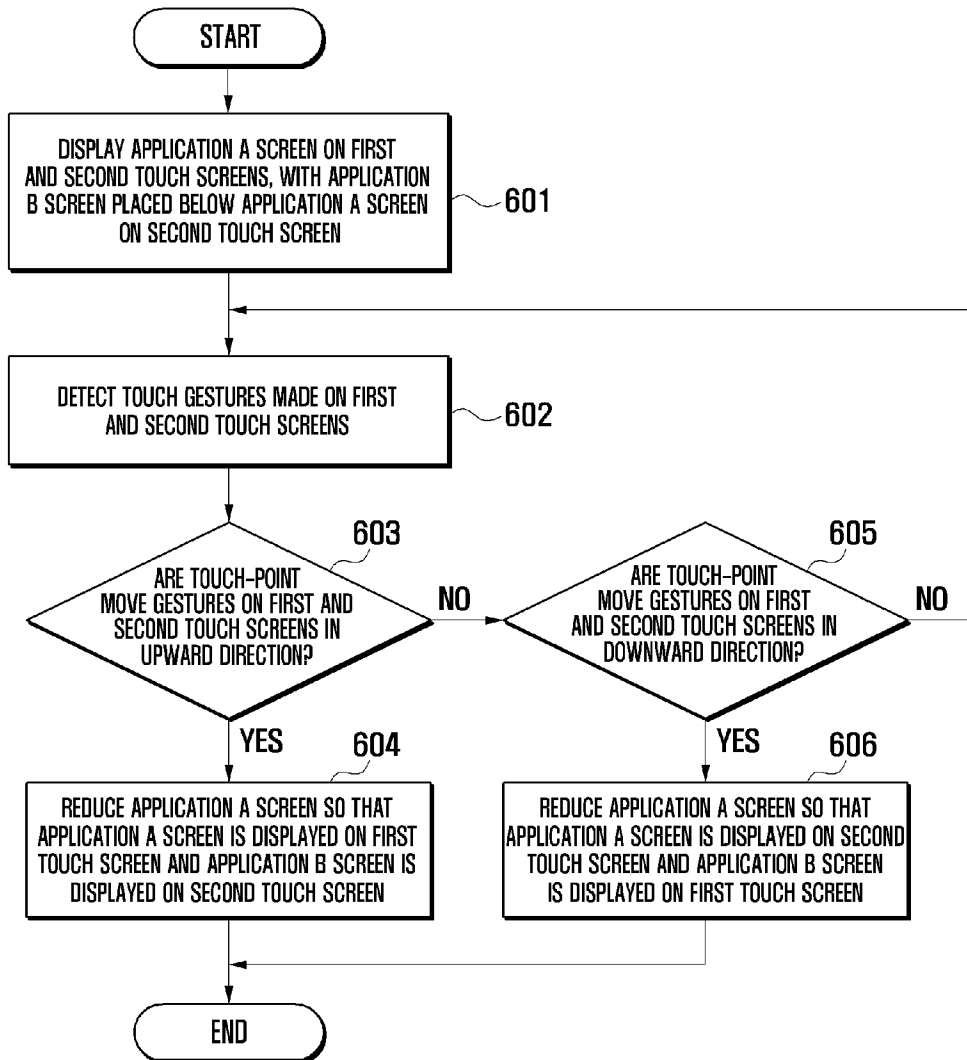 START
DISPLAY APPLICATION A SCREEN ON FIRST
AND SECOND TOUCH SCREENS, WITH APPLICATION
B SCREEN PLACED BELOW APPLICATION A SCREEN
ON SECOND TOUCH SCREEN
601
DETECT TOUCH GESTURES MADE ON FIRST
AND SECOND TOUCH SCREENS
602
603
ARE TOUCH-POINT
MOVE GESTURES ON FIRST AND
SECOND TOUCH SCREENS IN
UPWARD DIRECTION?
NO
605
ARE TOUCH-POINT
MOVE GESTURES ON FIRST
AND SECOND TOUCH SCREENS IN
DOWNWARD DIRECTION?
NO
YES
604
REDUCE APPLICATION A SCREEN SO THAT
APPLICATION A SCREEN IS DISPLAYED ON FIRST
TOUCH SCREEN AND APPLICATION B SCREEN IS
DISPLAYED ON SECOND TOUCH SCREEN
YES
606
REDUCE APPLICATION A SCREEN SO THAT
APPLICATION A SCREEN IS DISPLAYED ON SECOND
TOUCH SCREEN AND APPLICATION B SCREEN
IS DISPLAYED ON FIRST TOUCH SCREEN
END